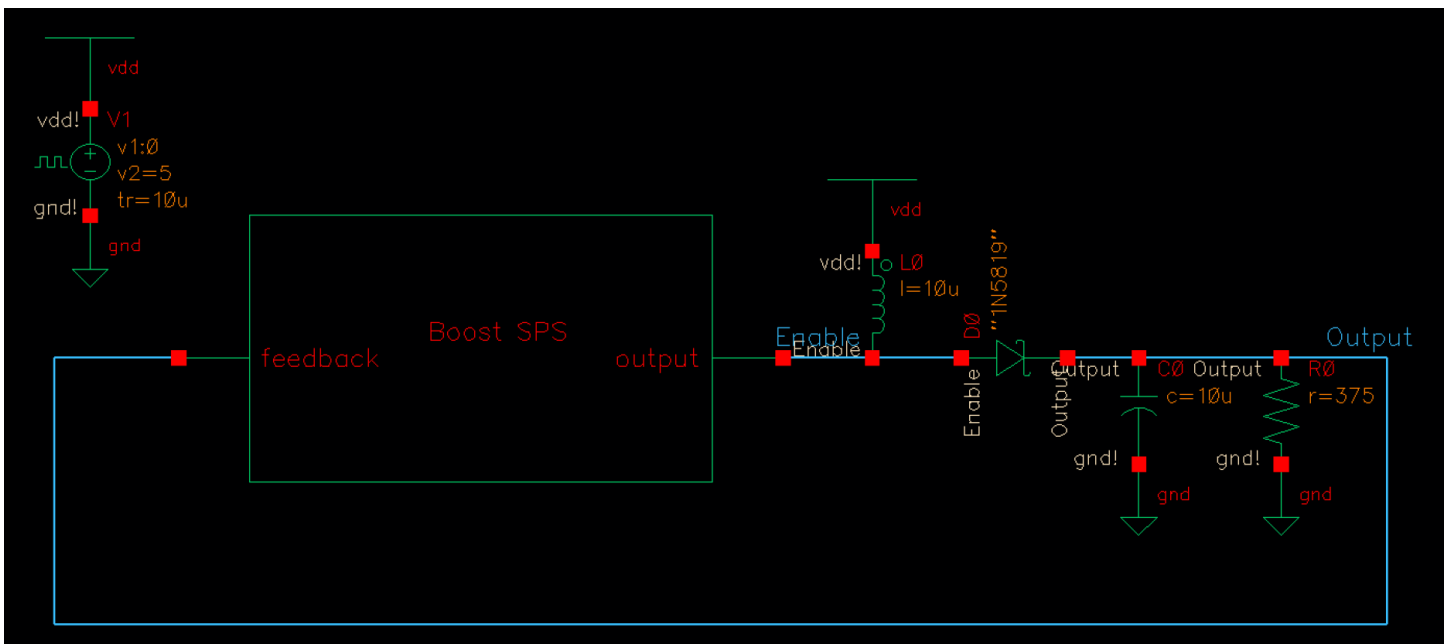 vdd
vdd!
V1
v1:0
v2=5
tr=10u
gnd!
gnd
Boost SPS
feedback
output
vdd
vdd!
L0
l=10u
Enable
Enable
D0
"1N5819"
Enable
Output
Output
C0
c=10u
gnd!
gnd
Output
R0
r=375
gnd!
gnd
Output